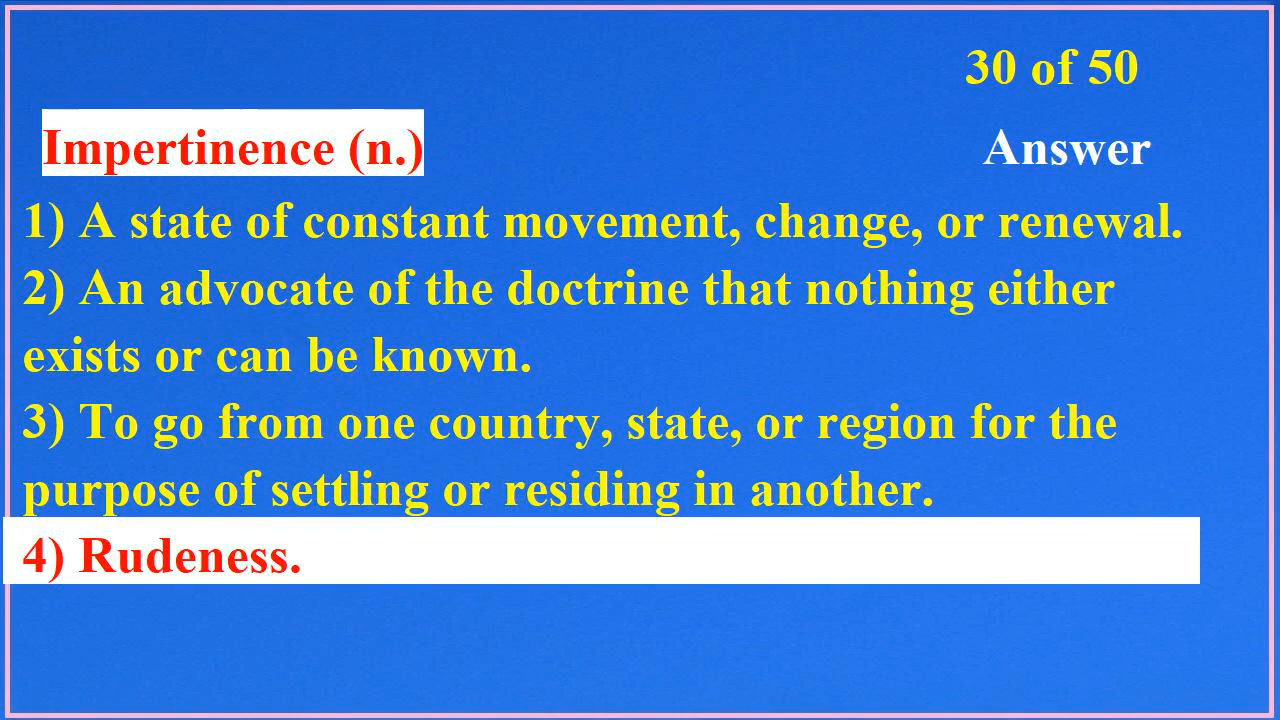 30 of 50
Impertinence (n.)
Answer
1) A state of constant movement, change, or renewal.
2) An advocate of the doctrine that nothing either
exists or can be known.
3) To go from one country, state, or region for the
purpose of settling or residing in another.
4) Rudeness.